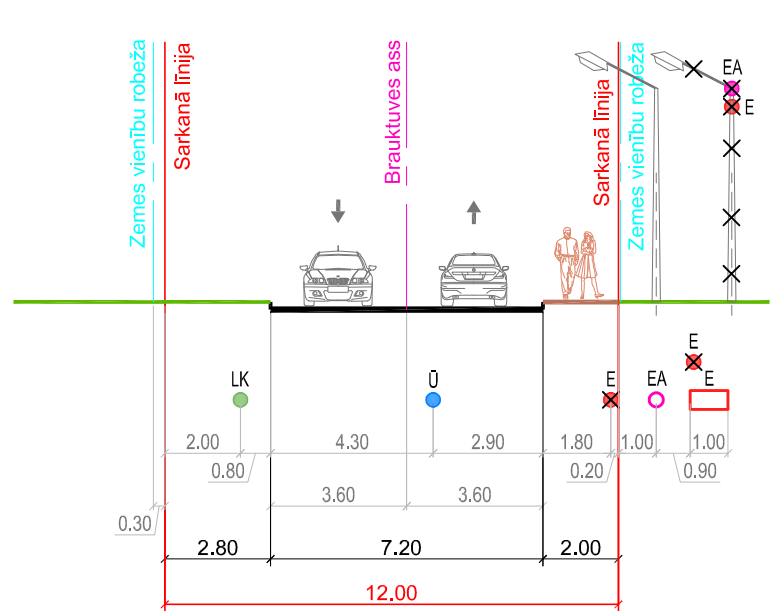 Zemes vienību robeža
Sarkanā līnija
Brauktuves ass
Sarkanā līnija
Zemes vienību robeža
EA
E
E
LK
Ū
E
EA
E
2.00
4.30
2.90
1.80
1.00
1.00
0.80
0.20
0.90
3.60
3.60
0.30
2.80
7.20
2.00
12.00